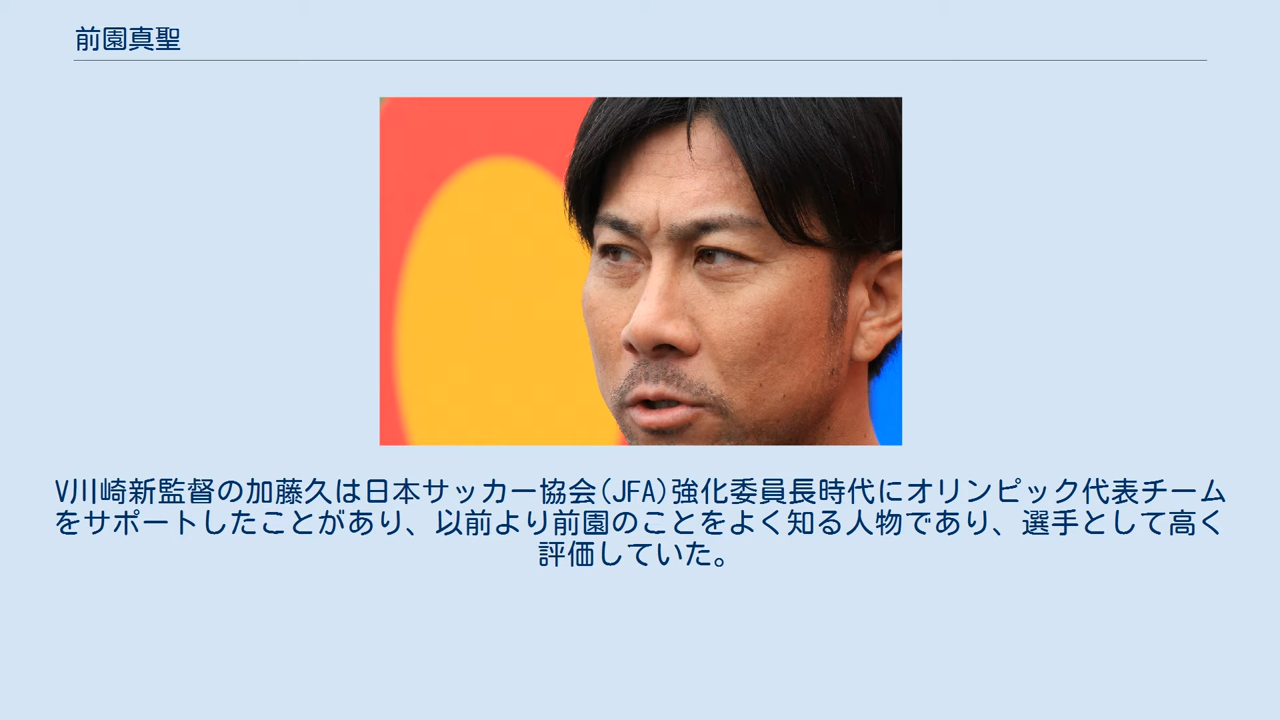 前園真聖
V川崎新監督の加藤久は日本サッカー協会(JFA)強化委員長時代にオリンピック代表チーム
をサポートしたことがあり、以前より前園のことをよく知る人物であり、選手として高く
評価していた。